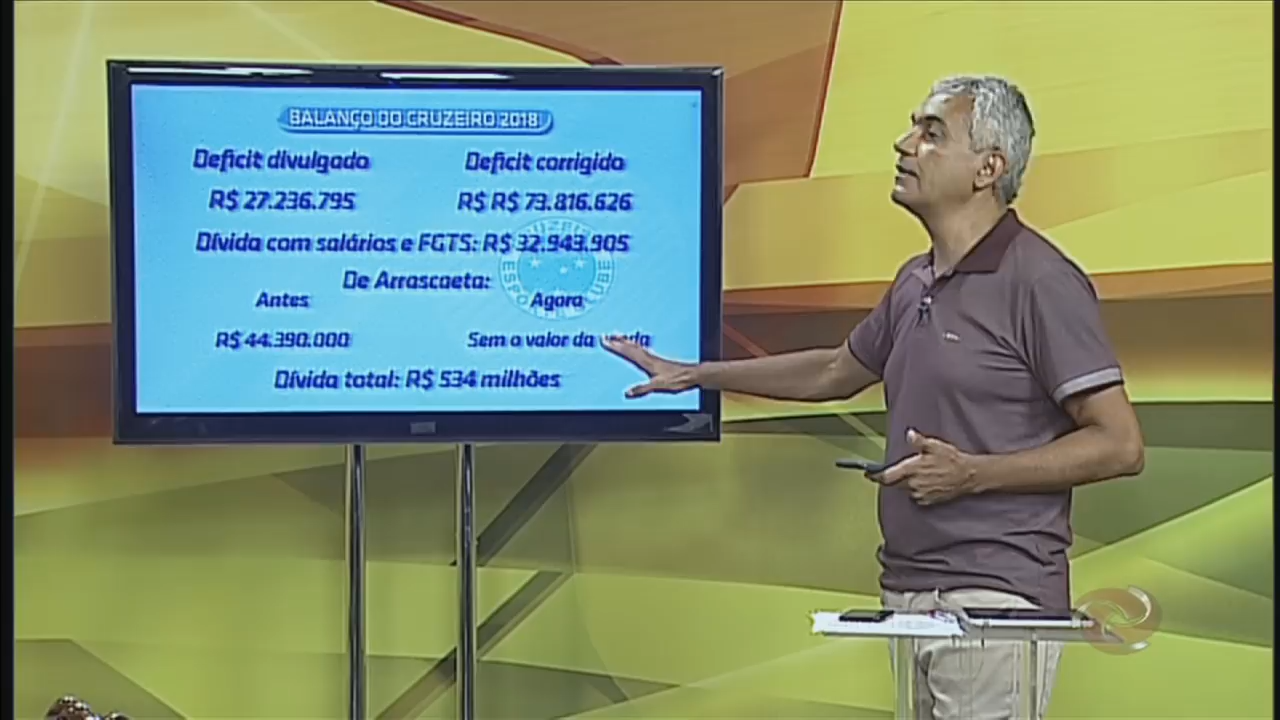 BALANÇO DO CRUZEIRO 2018
Deficit divulgado
Deficit corrigido
R$ 27.236.795
R$ R$ 73.816.626
Dívida com salários e FGTS: R$ 32.943.905
De Arrascaeta:
Antes
Agora
R$ 44.390.000
Sem o valor da
Dívida total: R$ 534 milhões